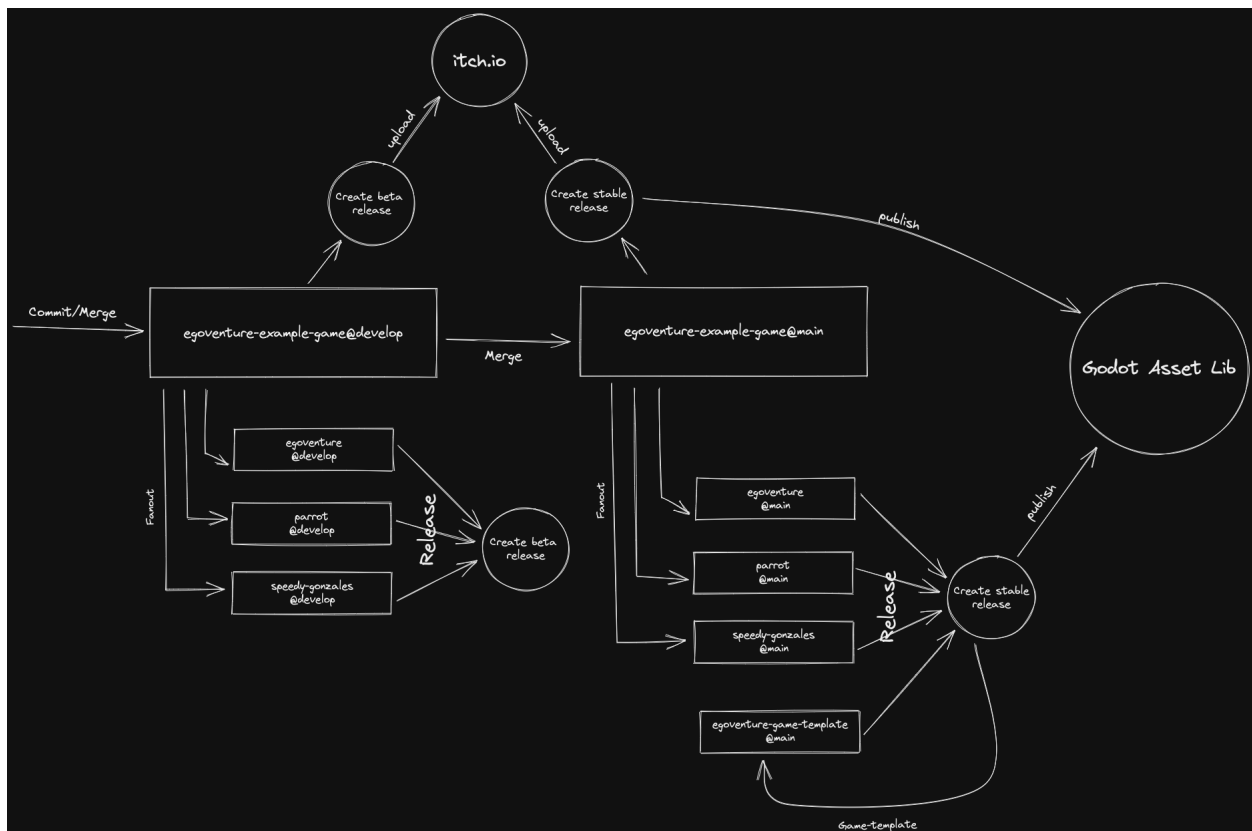 itch.io
upload
upload
Create beta
release
Create stable
release
publish
Commit/Merge
egoventure-example-game@develop
Merge
egoventure-example-game@main
Godot Asset Lib
Fanout
egoventure
@develop
parrot
@develop
speedy-gonzales
@develop
Release
Create beta
release
Fanout
egoventure
@main
parrot
@main
speedy-gonzales
@main
egoventure-game-template
@main
Release
Create stable
release
publish
Game-template